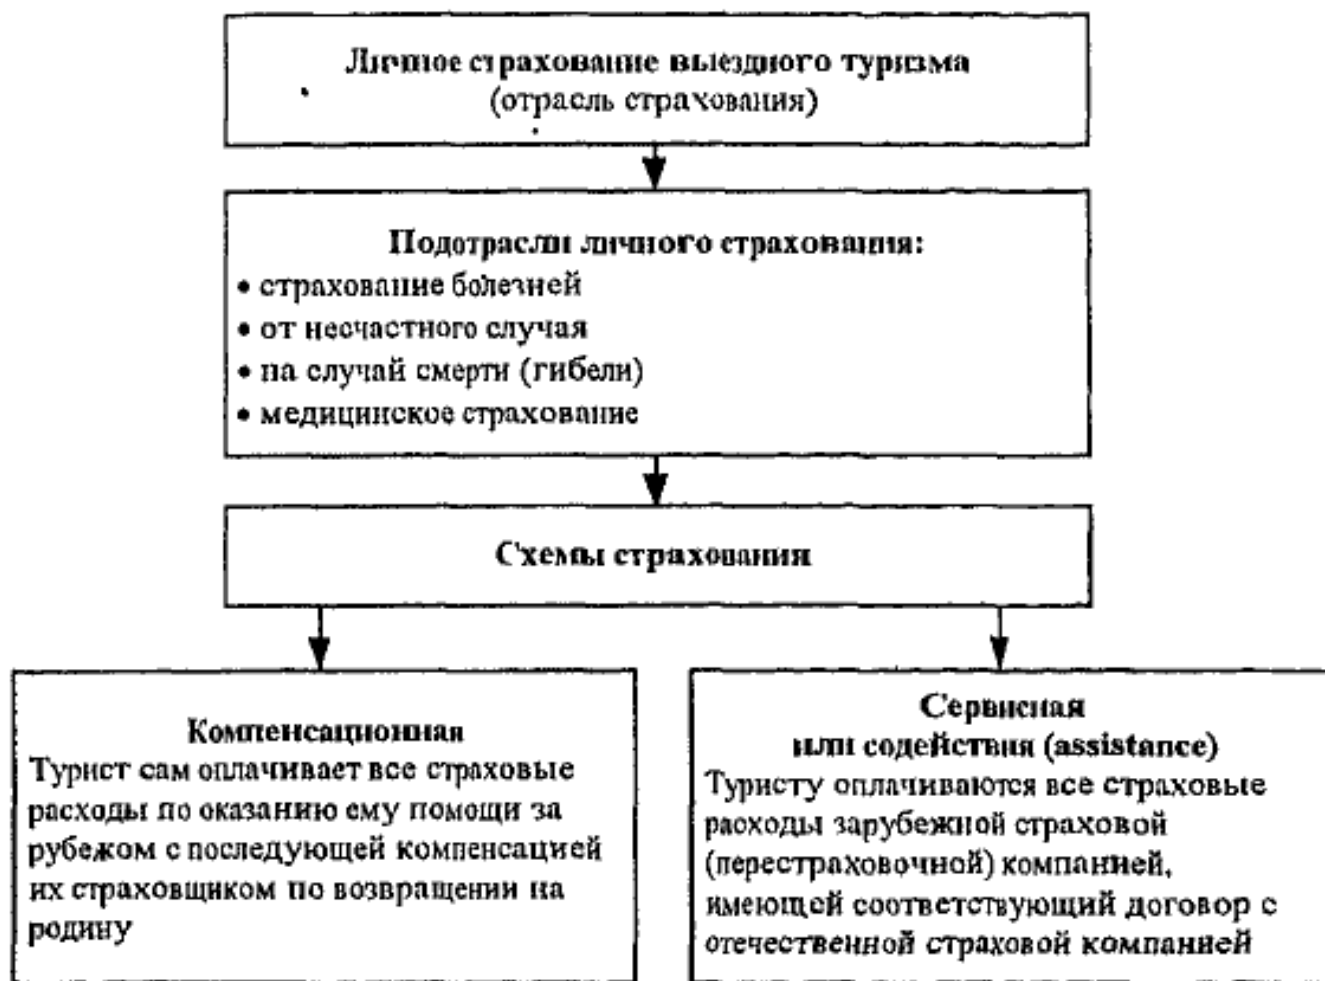 Личное страхование выездного туризма
(отрасль страхования)
Подотрасли личного страхования:
• страхование болезней
• от несчастного случая
• на случай смерти (гибели)
• медицинское страхование
Схемы страхования
Компенсационная
Турист сам оплачивает все страховые
расходы по оказанию ему помощи за
рубежом с последующей компенсацией
их страховщиком по возвращении на
родину
Сервисная
или содействия (assistance)
Туристу оплачиваются все страховые
расходы зарубежной страховой
(перестраховочной) компанией,
имеющей соответствующий договор с
отечественной страховой компанией